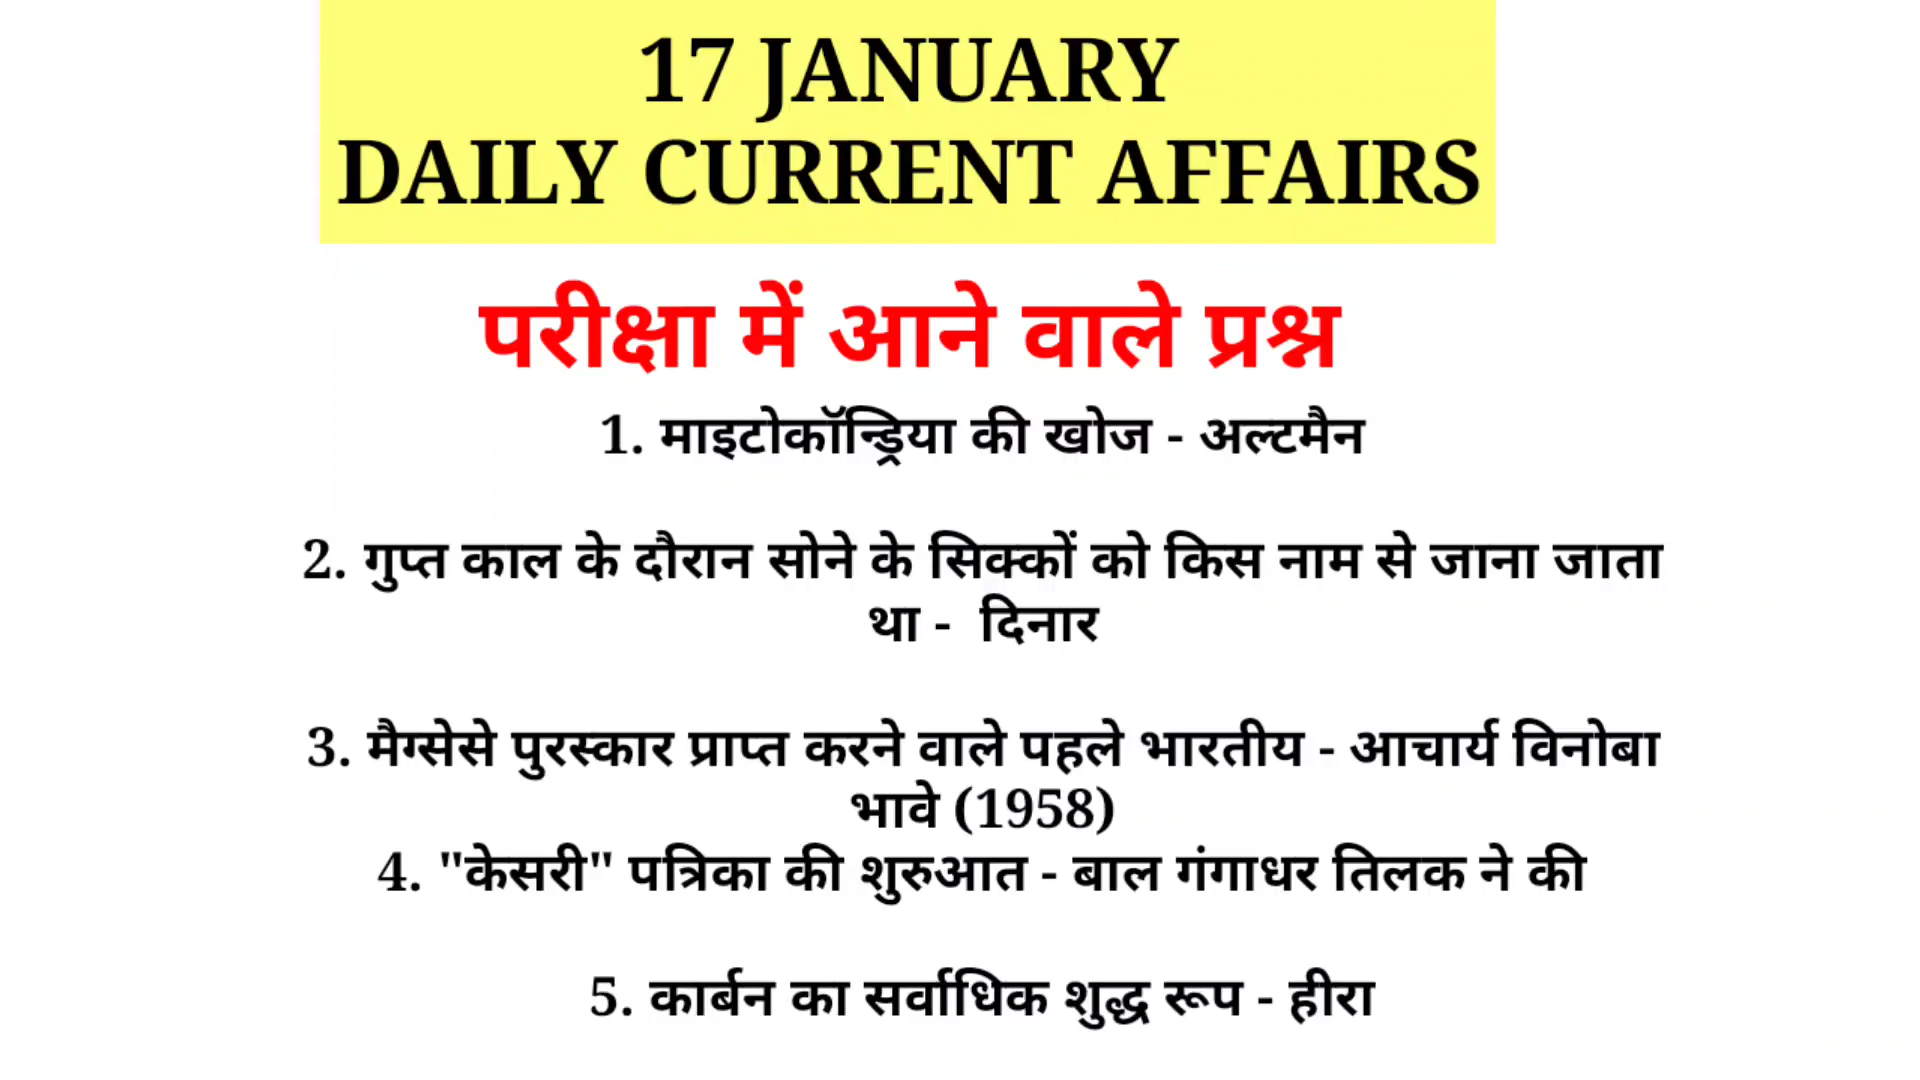 17 JANUARY
DAILY CURRENT AFFAIRS
परीक्षा में आने वाले प्रश्न
1. माइटोकॉन्ड्रिया की खोज - अल्टमैन
2. गुप्त काल के दौरान सोने के सिक्कों को किस नाम से जाना जाता
था - दिनार
3. मैग्सेसे पुरस्कार प्राप्त करने वाले पहले भारतीय - आचार्य विनोबा
भावे (1958)
4. "केसरी" पत्रिका की शुरुआत - बाल गंगाधर तिलक ने की
5. कार्बन का सर्वाधिक शुद्ध रूप - हीरा